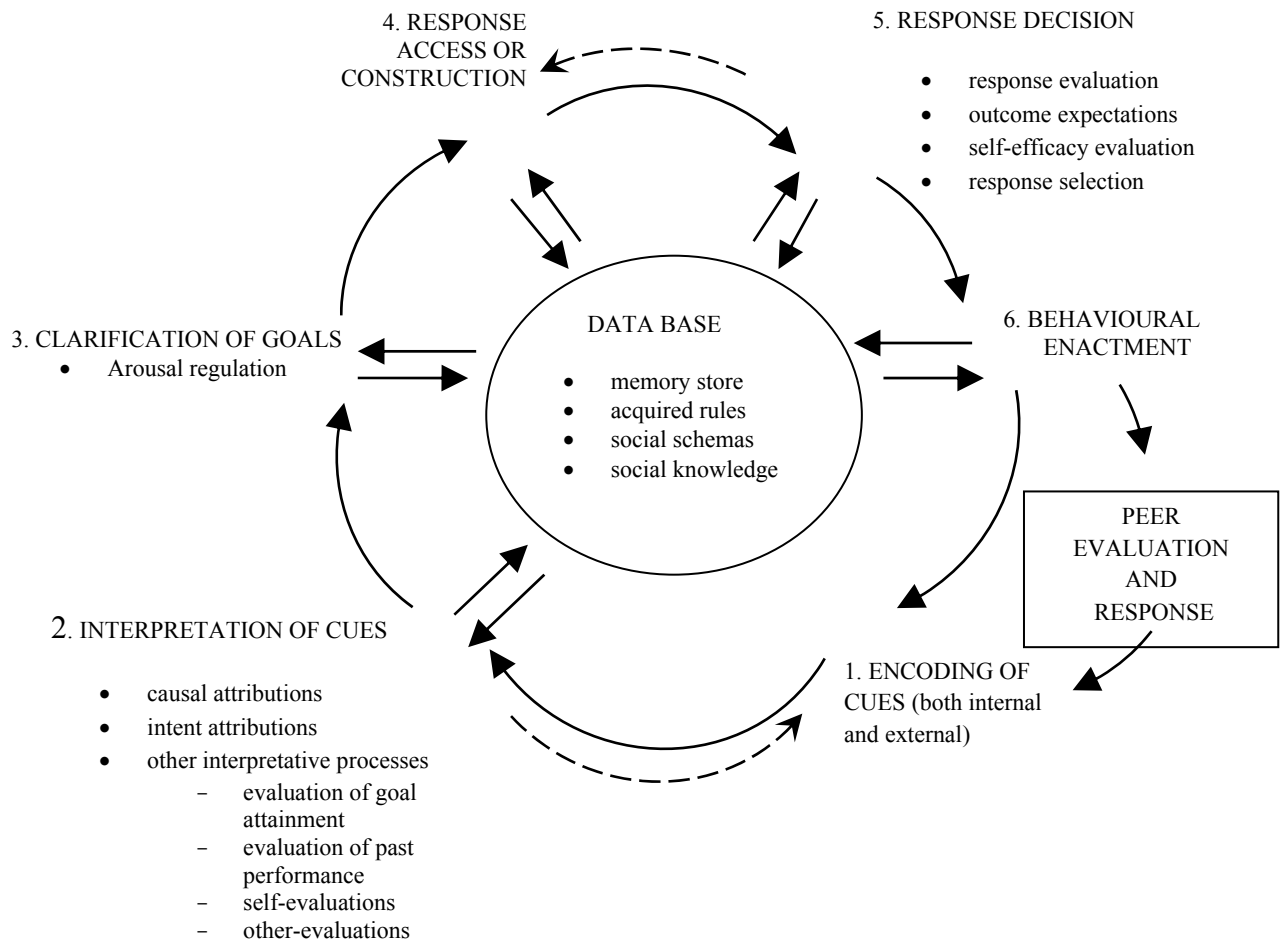 4. RESPONSE
ACCESS OR
CONSTRUCTION
5. RESPONSE DECISION
• response evaluation
• outcome expectations
• self-efficacy evaluation
• response selection
3. CLARIFICATION OF GOALS
• Arousal regulation
DATA BASE
• memory store
• acquired rules
• social schemas
• social knowledge
6. BEHAVIOURAL
ENACTMENT
PEER
EVALUATION
AND
RESPONSE
2. INTERPRETATION OF CUES
• causal attributions
• intent attributions
• other interpretative processes
– evaluation of goal
attainment
– evaluation of past
performance
– self-evaluations
– other-evaluations
1. ENCODING OF
CUES (both internal
and external)